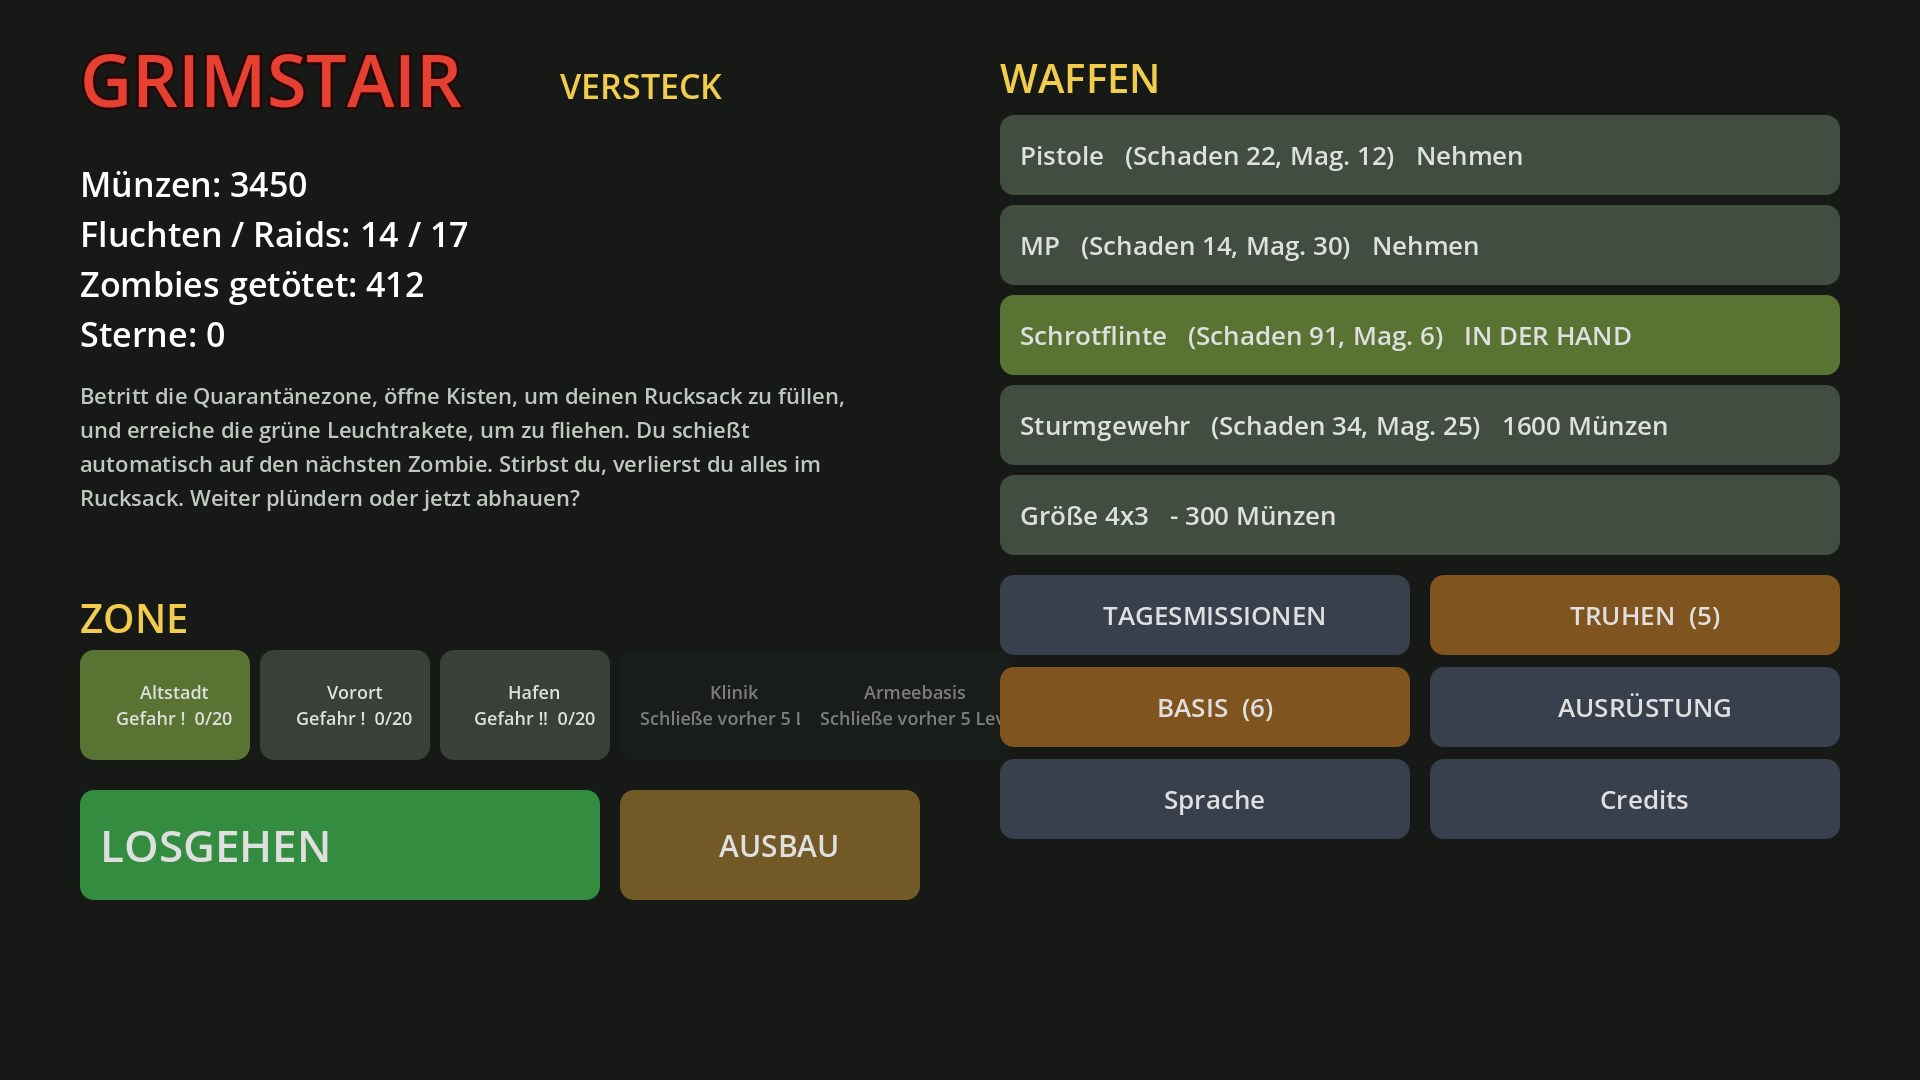 GRIMSTAIR
VERSTECK
Münzen: 3450
Fluchten / Raids: 14 / 17
Zombies getötet: 412
Sterne: 0
Betritt die Quarantänezone, öffne Kisten, um deinen Rucksack zu füllen,
und erreiche die grüne Leuchtrakete, um zu fliehen. Du schießt
automatisch auf den nächsten Zombie. Stirbst du, verlierst du alles im
Rucksack. Weiter plündern oder jetzt abhauen?
ZONE
Altstadt
Gefahr ! 0/20
Vorort
Gefahr ! 0/20
Hafen
Gefahr !! 0/20
Klinik
Schließe vorher 5
Armeebasis
Schließe vorher 5
LOSGEHEN
AUSBAU
WAFFEN
Pistole (Schaden 22, Mag. 12) Nehmen
MP (Schaden 14, Mag. 30) Nehmen
Schrotflinte (Schaden 91, Mag. 6) IN DER HAND
Sturmgewehr (Schaden 34, Mag. 25) 1600 Münzen
Größe 4x3 - 300 Münzen
TAGESMISSIONEN
TRUHEN (5)
BASIS (6)
AUSRÜSTUNG
Sprache
Credits